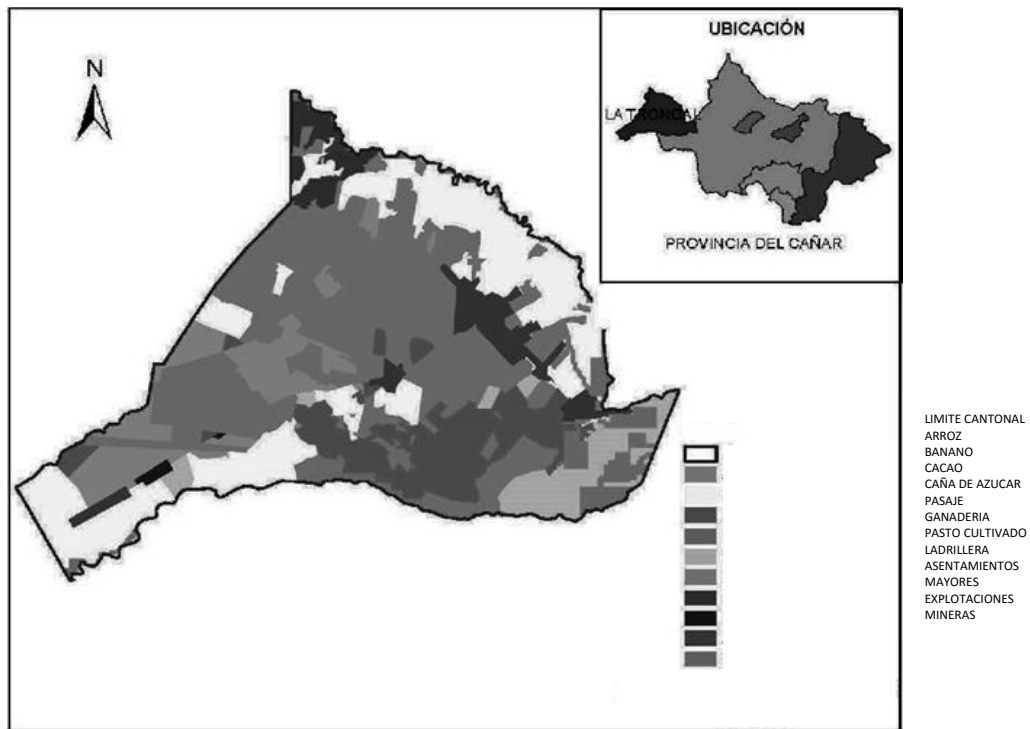 N
UBICACIÓN
LA TRONCAL
PROVINCIA DEL CAÑAR
LIMITE CANTONAL
ARROZ
BANANO
CACAO
CAÑA DE AZUCAR
PASAJE
GANADERIA
PASTO CULTIVADO
LADRILLERA
ASENTAMIENTOS
MAYORES
EXPLOTACIONES
MINERAS